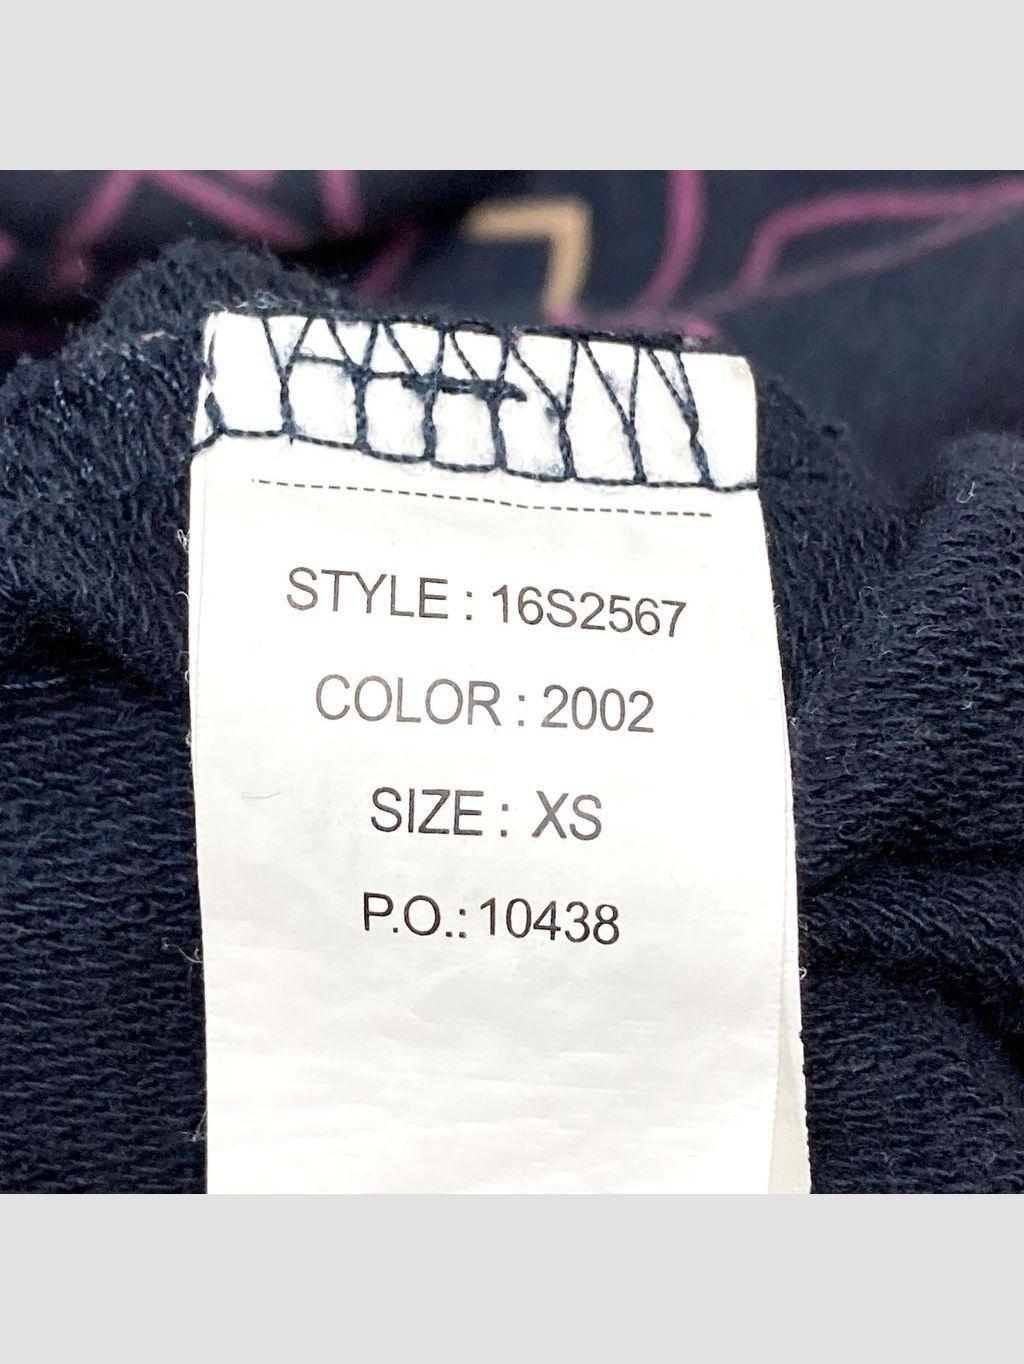 STYLE : 16S2567
COLOR : 2002
SIZE : XS
P.O.: 10438